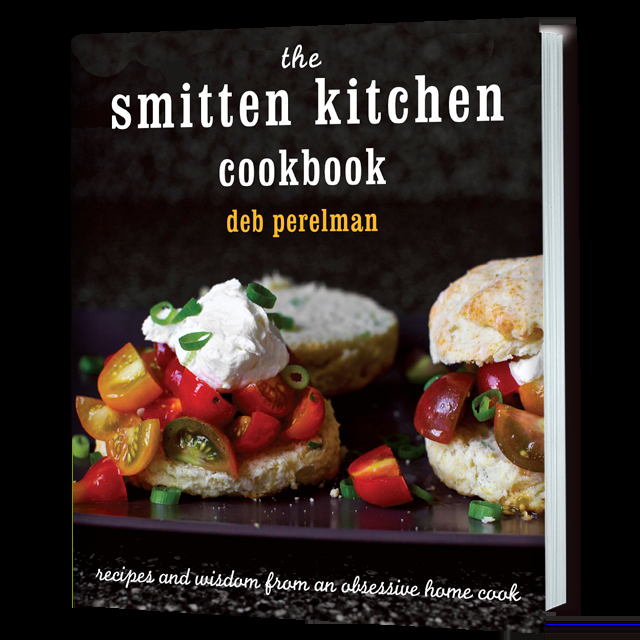 the
smitten kitchen
cookbook
deb perelman
recipes and wisdom from an obsessive home cook